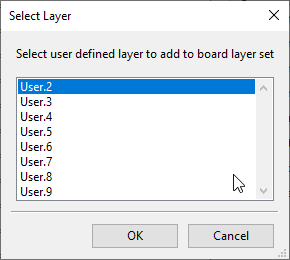 Select Layer
Select user defined layer to add to board layer set
User.2
User.3
User.4
User.5
User.6
User.7
User.8
User.9
OK Cancel